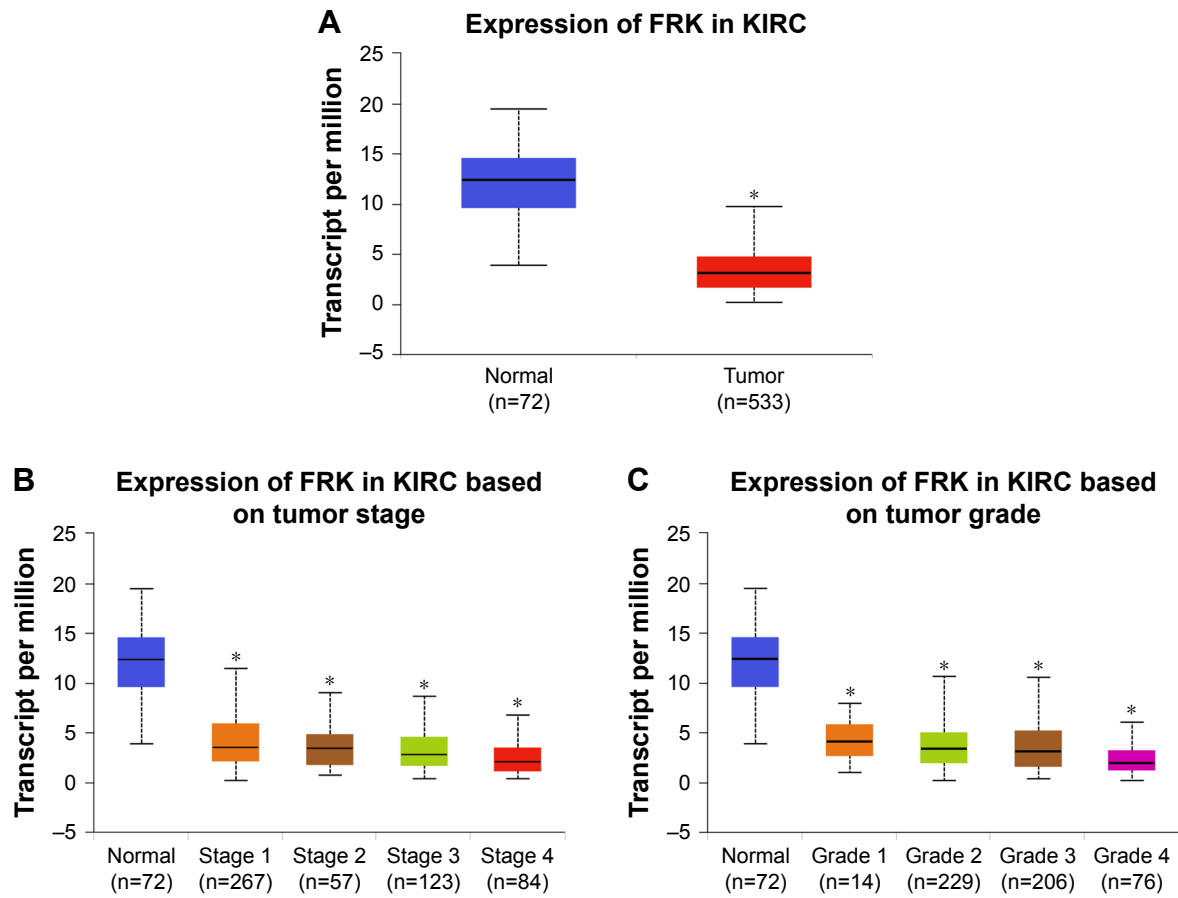 A
Expression of FRK in KIRC
Transcript per million
25
20
15
10
5
0
–5
*
Normal
(n=72)
Tumor
(n=533)
B
Expression of FRK in KIRC based
on tumor stage
Transcript per million
25
20
15
10
5
0
–5
*
*
*
*
Normal
(n=72)
Stage 1
(n=267)
Stage 2
(n=57)
Stage 3
(n=123)
Stage 4
(n=84)
C
Expression of FRK in KIRC based
on tumor grade
Transcript per million
25
20
15
10
5
0
–5
*
*
*
*
Normal
(n=72)
Grade 1
(n=14)
Grade 2
(n=229)
Grade 3
(n=206)
Grade 4
(n=76)